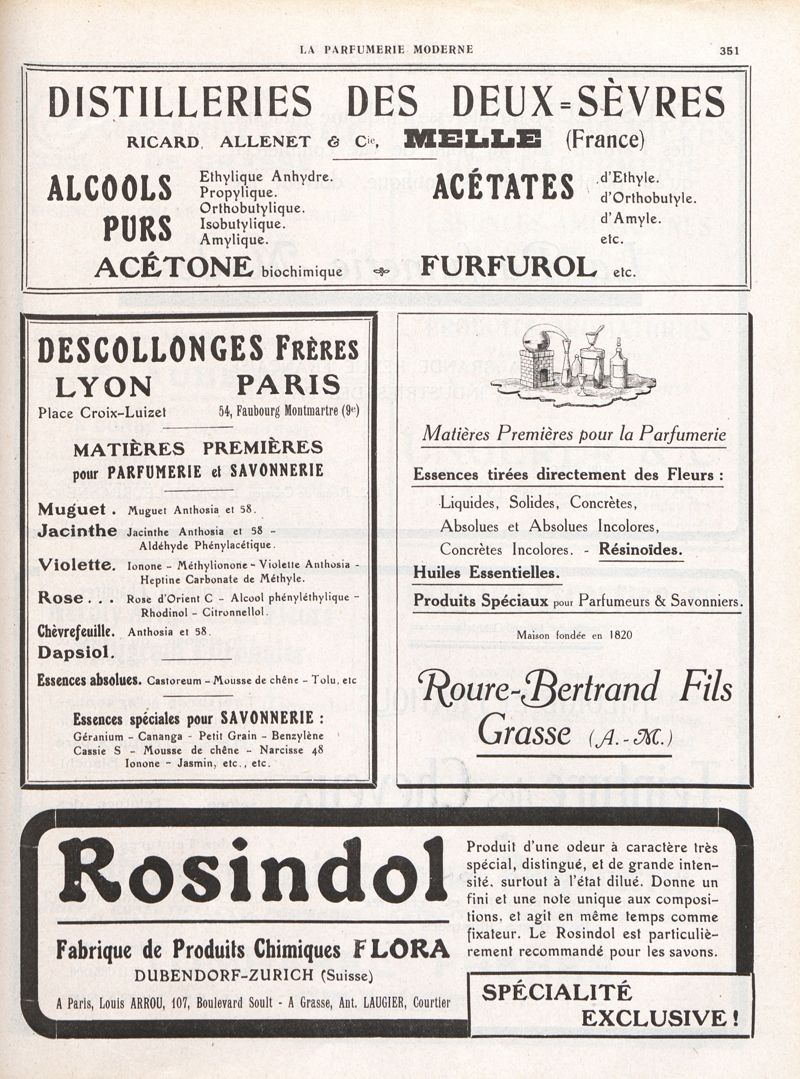 LA PARFUMERIE MODERNE
351
DISTILLERIES DES DEUX=SÈVRES
RICARD, ALLENET & Cie, MELLE (France)
ALCOOLS PURS
Ethylique Anhydre.
Propylique.
Orthobutylique.
Isobutylique.
Amylique.
ACÉTATES
d'Ethyle.
d'Orthobutyle.
d'Amyle.
etc.
ACÉTONE biochimique
FURFUROL etc.
DESCOLLONGES FRÈRES
LYON PARIS
Place Croix-Luizet 54, Faubourg Montmartre (9e)
MATIÈRES PREMIÈRES
pour PARFUMERIE et SAVONNERIE
Muguet . Muguet Anthosia et 58.
Jacinthe Jacinthe Anthosia et 58 -
Aldéhyde Phénylacétique.
Violette. Ionone - Méthylionone - Violette Anthosia -
Heptine Carbonate de Méthyle.
Rose . . . . Rose d'Orient C - Alcool phényléthylique -
Rhodinol - Citronnellol.
Chèvrefeuille. Anthosia et 58.
Dapsiol.
Essences absolues. Castoreum - Mousse de chêne - Tolu, etc
Essences spéciales pour SAVONNERIE :
Géranium - Cananga - Petit Grain - Benzylène
Cassie S - Mousse de chêne - Narcisse 48
Ionone - Jasmin, etc., etc.
Matières Premières pour la Parfumerie
Essences tirées directement des Fleurs :
Liquides, Solides, Concrètes,
Absolues et Absolues Incolores,
Concrètes Incolores. - Résinoïdes.
Huiles Essentielles.
Produits Spéciaux pour Parfumeurs & Savonniers.
Maison fondée en 1820
Roure-Bertrand Fils
Grasse (A.-M.)
Rosindol
Fabrique de Produits Chimiques FLORA
DUBENDORF-ZURICH (Suisse)
A Paris, Louis ARROU, 107, Boulevard Soult - A Grasse, Ant. LAUGIER, Courtier
Produit d'une odeur à caractère très
spécial, distingué, et de grande inten-
sité, surtout à l'état dilué. Donne un
fini et une note unique aux composi-
tions, et agit en même temps comme
fixateur. Le Rosindol est particuliè-
rement recommandé pour les savons.
SPÉCIALITÉ
EXCLUSIVE !